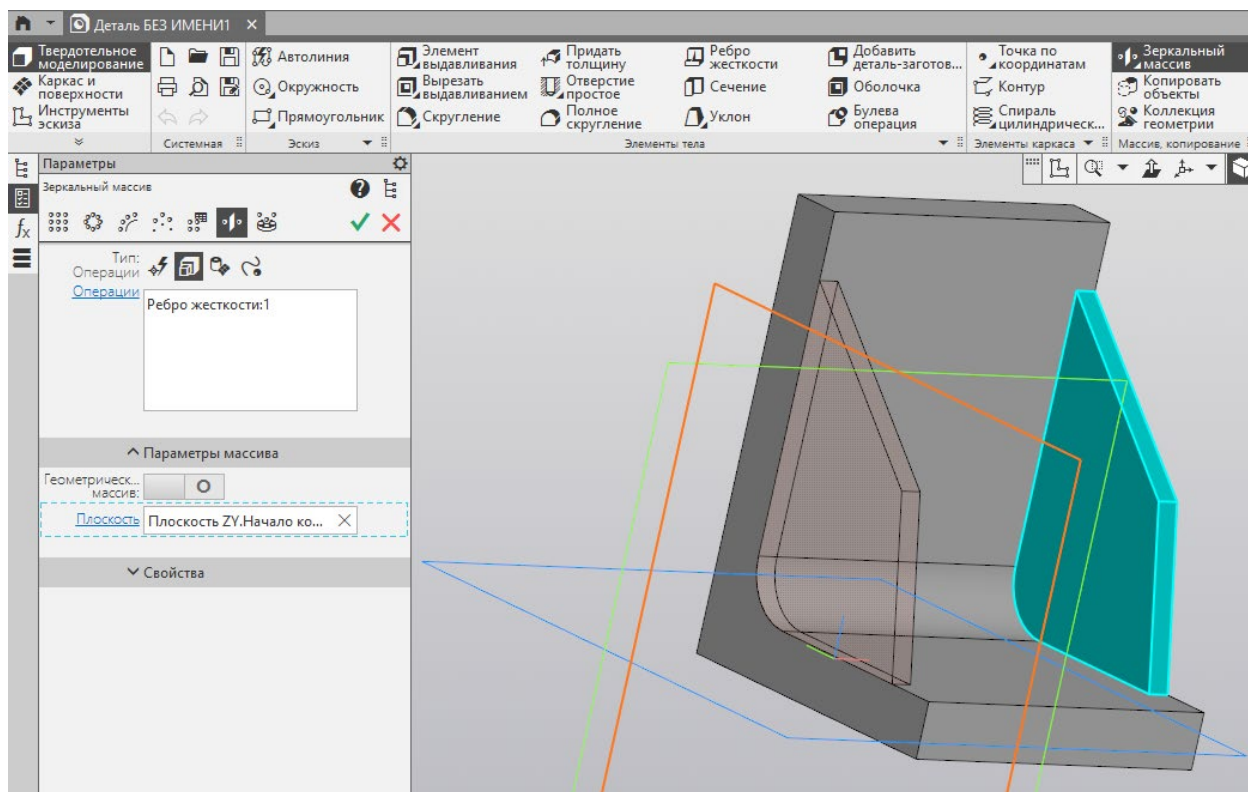 Деталь БЕЗ ИМЕНИ1
Твердотельное
моделирование
Каркас и
поверхности
Инструменты
эскиза
Системная
Автолиния
Окружность
Прямоугольник
Эскиз
Элемент
выдавливания
Вырезать
выдавливанием
Скругление
Придать
толщину
Отверстие
простое
Полное
скругление
Ребро
жесткости
Сечение
Уклон
Добавить
деталь-заготов...
Оболочка
Булева
операция
Элементы тела
Точка по
координатам
Контур
Спираль
цилиндрическ...
Элементы каркаса
Зеркальный
массив
Копировать
объекты
Коллекция
геометрии
Массив, копирование
Параметры
Зеркальный массив
Тип:
Операции
Операции
Ребро жесткости:1
Параметры массива
Геометрическ...
массив:
Плоскость
Плоскость ZY.Начало ко...
Свойства